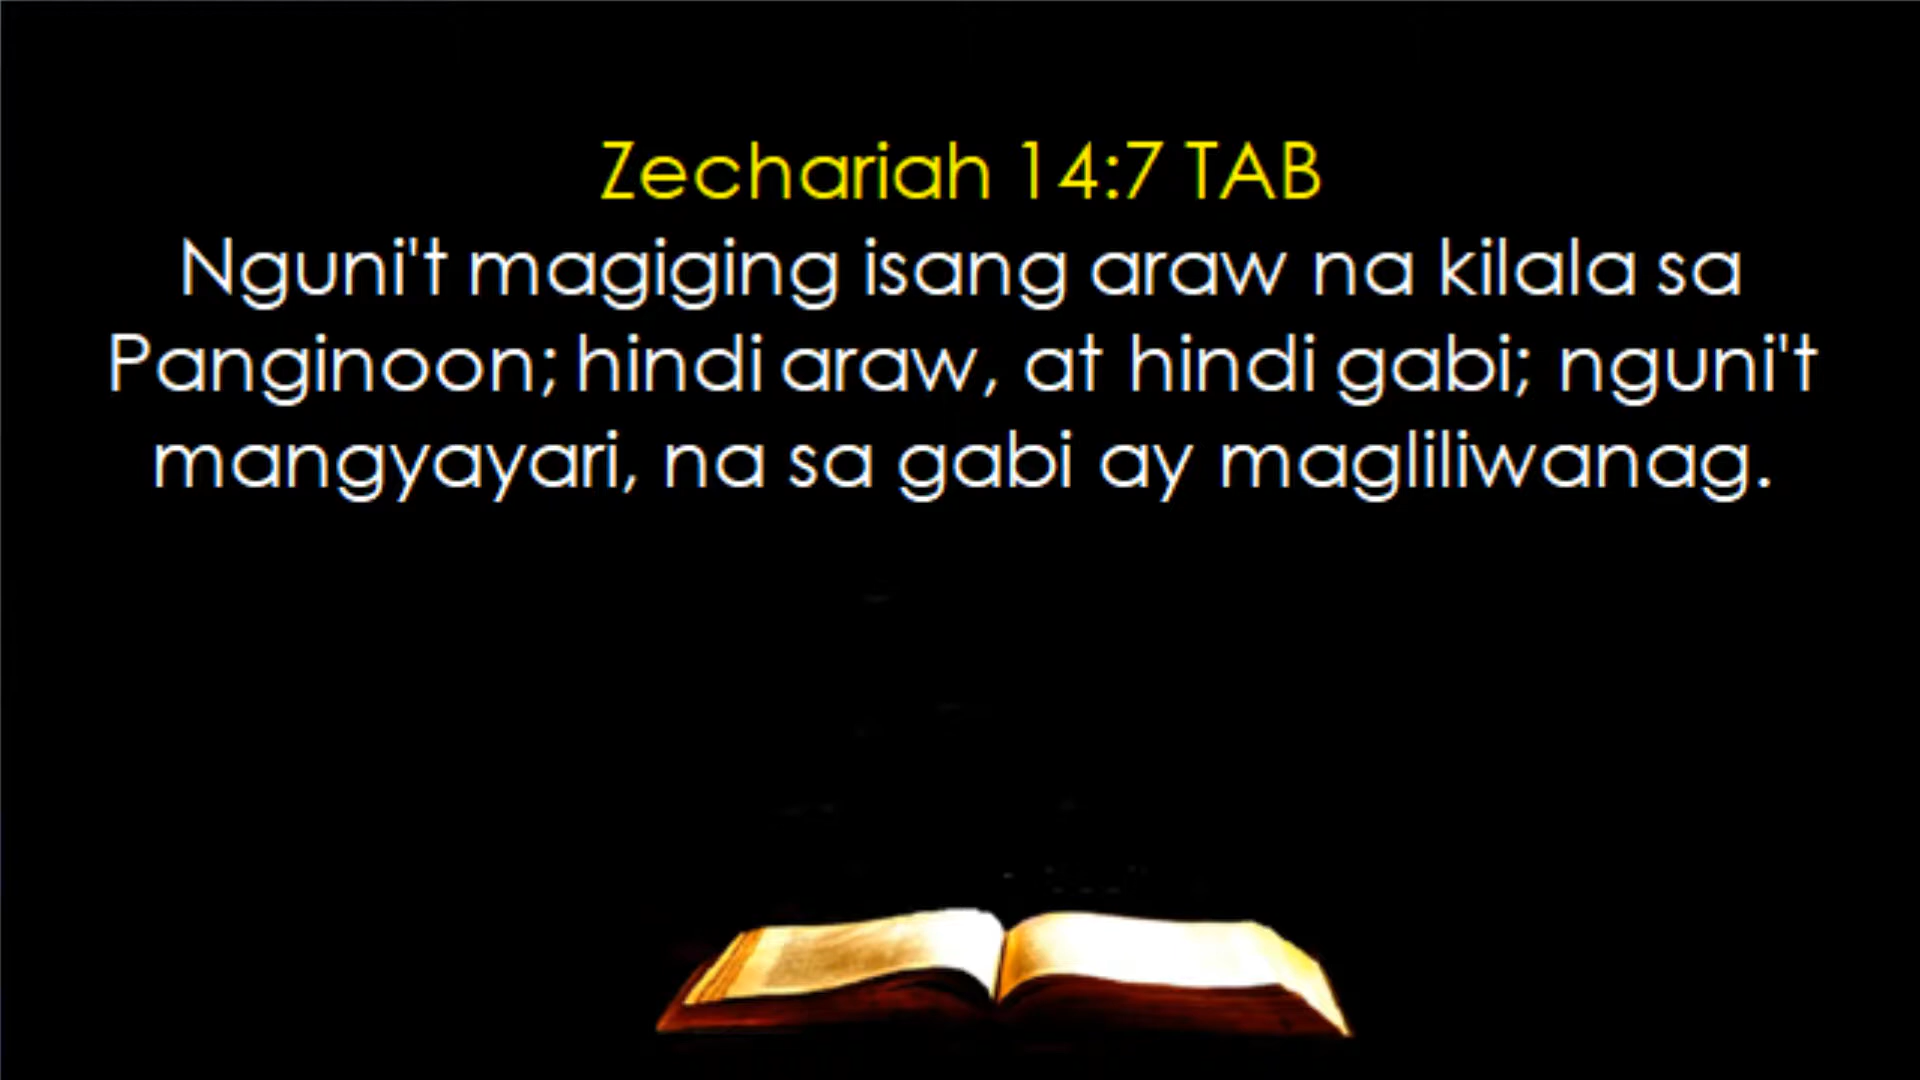 Zechariah 14:7 TAB
Nguni't magiging isang araw na kilala sa
Panginoon; hindi araw, at hindi gabi; nguni't
mangyayari, na sa gabi ay magliliwanag.